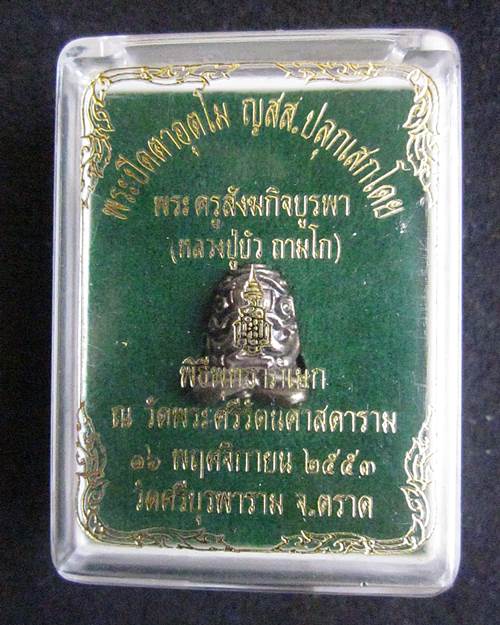 พระปิดตาอุตฺโม ญสส.ปลุกเสกโดย
พระครูสังฆกิจบูรพา
(หลวงปู่บัว ถามโก)
พิธีพุทธาภิเษก
ณ วัดพระศรีรัตนศาสดาราม
๑๖ พฤศจิกายน ๒๕๕๓
วัดศรีบูรพาราม จ.ตราด